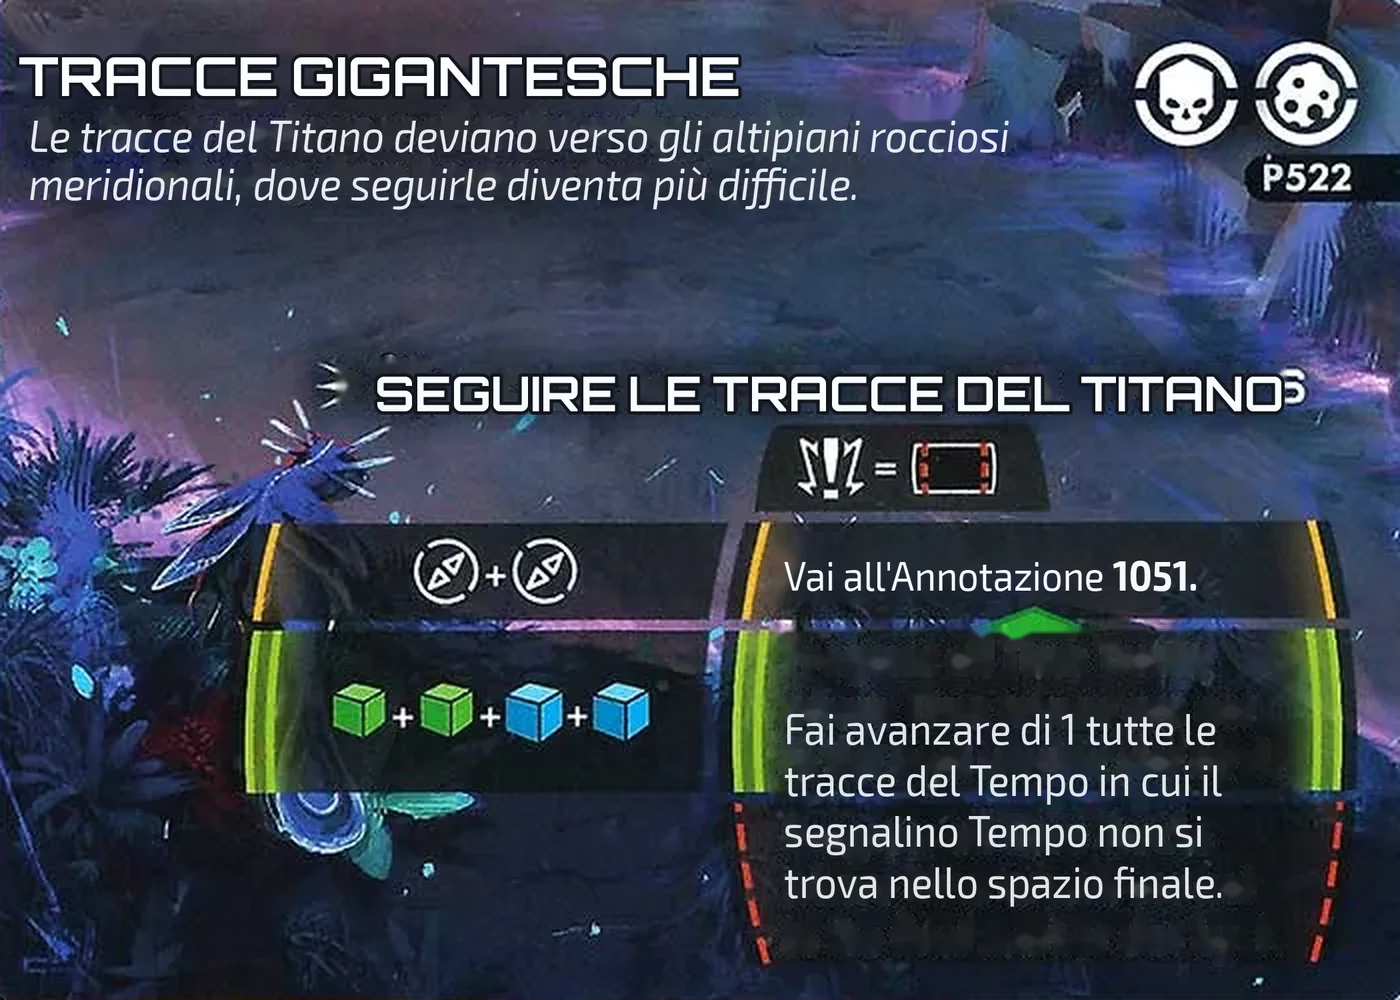 TRACCE GIGANTESCHE
Le tracce del Titano deviano verso gli altipiani rocciosi
meridionali, dove seguirle diventa più difficile.
P522
SEGUIRE LE TRACCE DEL TITANO
! =
+
Vai all'Annotazione 1051.
+ + +
Fai avanzare di 1 tutte le
tracce del Tempo in cui il
segnalino Tempo non si
trova nello spazio finale.